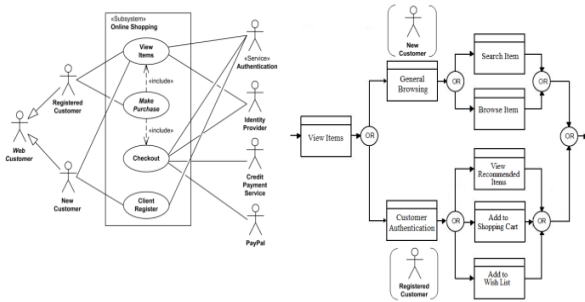 «Subsystem»
Online Shopping
View
Items
«Service»
Authentication
Registered
Customer
«include»
Make
Purchase
«include»
Identity
Provider
Web
Customer
Checkout
New
Customer
Credit
Payment
Service
Client
Register
PayPal
New
Customer
General
Browsing
OR
Search Item
OR
Browse Item
View Items
OR
OR
View
Recommended
Items
Customer
Authentication
OR
Add to
Shopping Cart
OR
Registered
Customer
Add to
Wish List